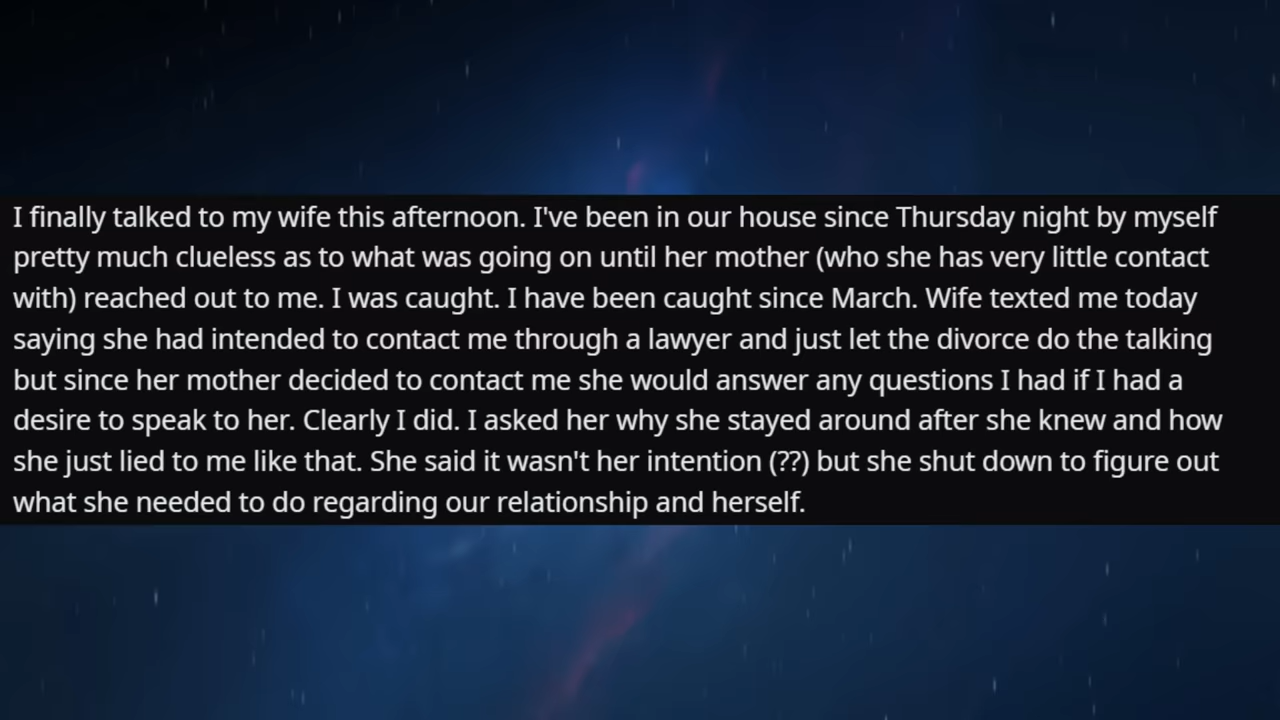 I finally talked to my wife this afternoon. I've been in our house since Thursday night by myself
pretty much clueless as to what was going on until her mother (who she has very little contact
with) reached out to me. I was caught. I have been caught since March. Wife texted me today
saying she had intended to contact me through a lawyer and just let the divorce do the talking
but since her mother decided to contact me she would answer any questions I had if I had a
desire to speak to her. Clearly I did. I asked her why she stayed around after she knew and how
she just lied to me like that. She said it wasn't her intention (??) but she shut down to figure out
what she needed to do regarding our relationship and herself.